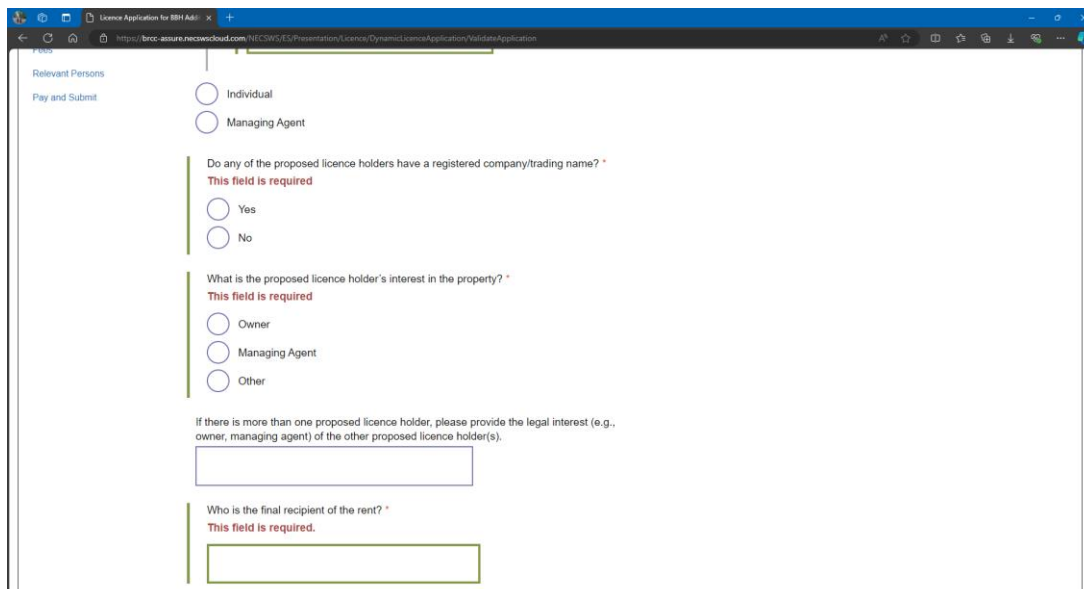 Licence Application for BBH Addi
https://brcc-assure.necswscloud.com/NECSWS/ES/Presentation/Licence/DynamicLicenceApplication/ValidateApplication
Fees
Relevant Persons
Pay and Submit
Individual
Managing Agent
Do any of the proposed licence holders have a registered company/trading name? *
This field is required
Yes
No
What is the proposed licence holder's interest in the property? *
This field is required
Owner
Managing Agent
Other
If there is more than one proposed licence holder, please provide the legal interest (e.g.,
owner, managing agent) of the other proposed licence holder(s).
Who is the final recipient of the rent? *
This field is required.